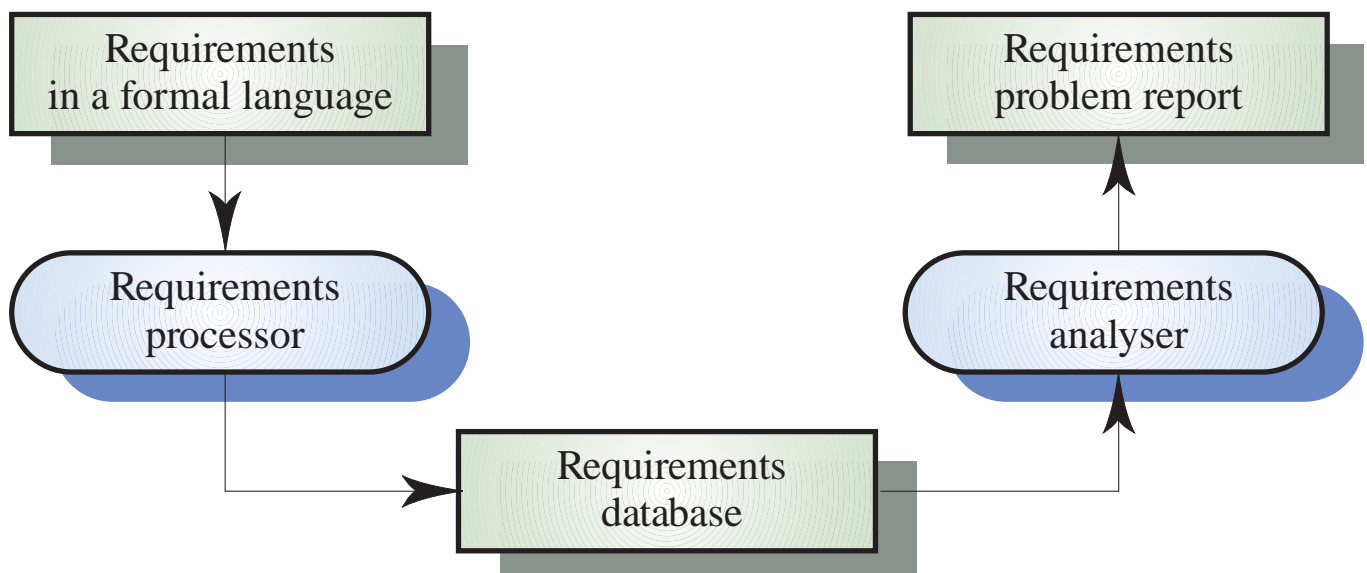 Requirements
in a formal language
Requirements
processor
Requirements
database
Requirements
analyser
Requirements
problem report